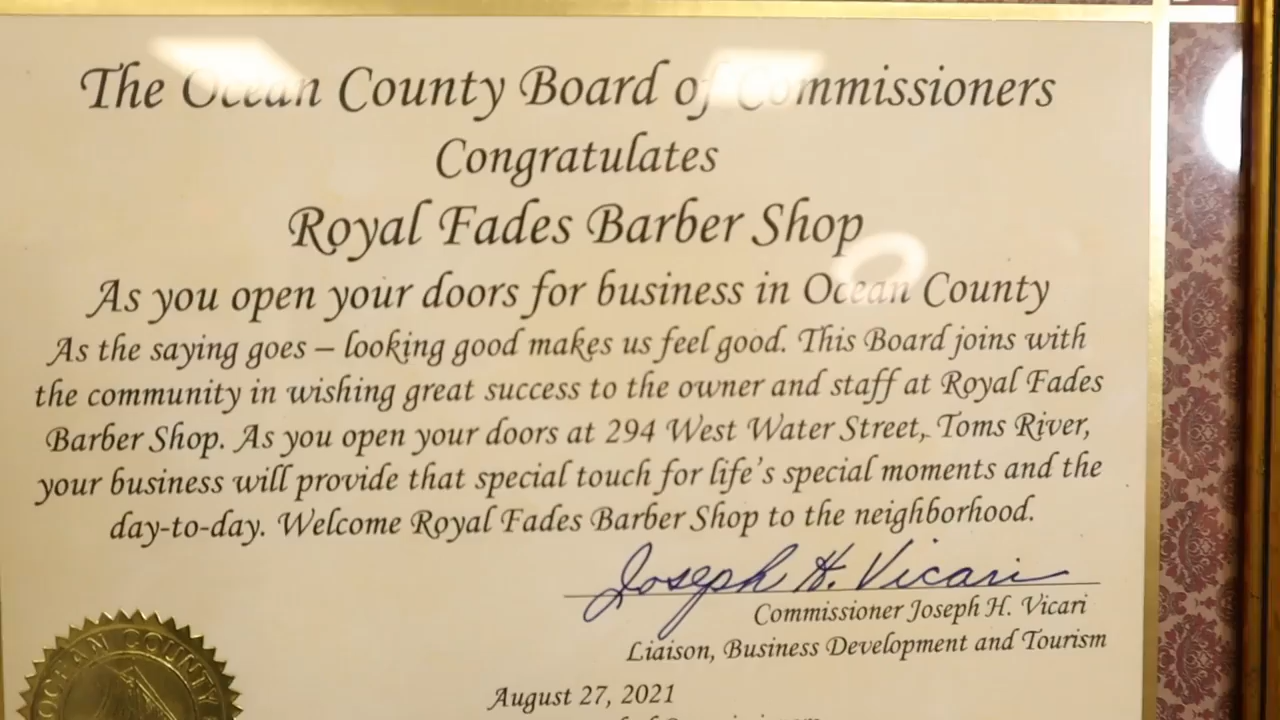 The Ocean County Board of Commissioners
Congratulates
Royal Fades Barber Shop
As you open your doors for business in Ocean County
As the saying goes – looking good makes us feel good. This Board joins with
the community in wishing great success to the owner and staff at Royal Fades
Barber Shop. As you open your doors at 294 West Water Street, Toms River,
your business will provide that special touch for life's special moments and the
day-to-day. Welcome Royal Fades Barber Shop to the neighborhood.
Joseph H. Vicari
Commissioner Joseph H. Vicari
Liaison, Business Development and Tourism
OCEAN COUNTY
August 27, 2021